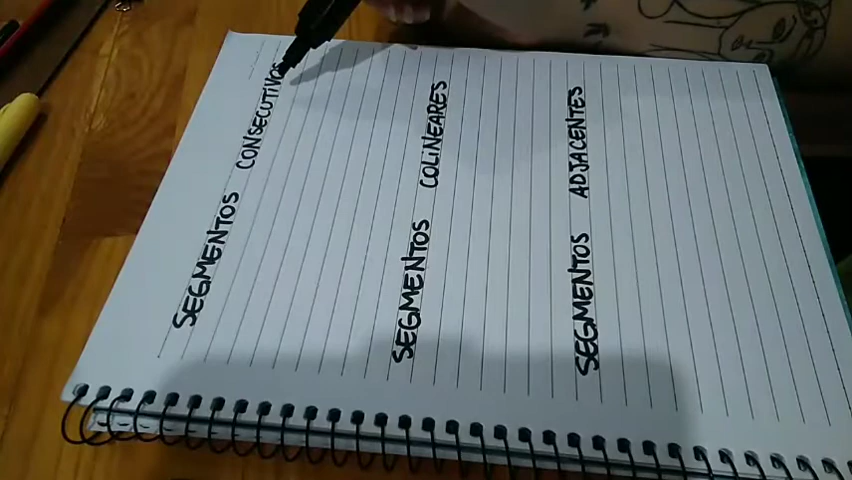 SEGMENTOS CONSECUTIVOS
SEGMENTOS COLINEARES
SEGMENTOS ADJACENTES